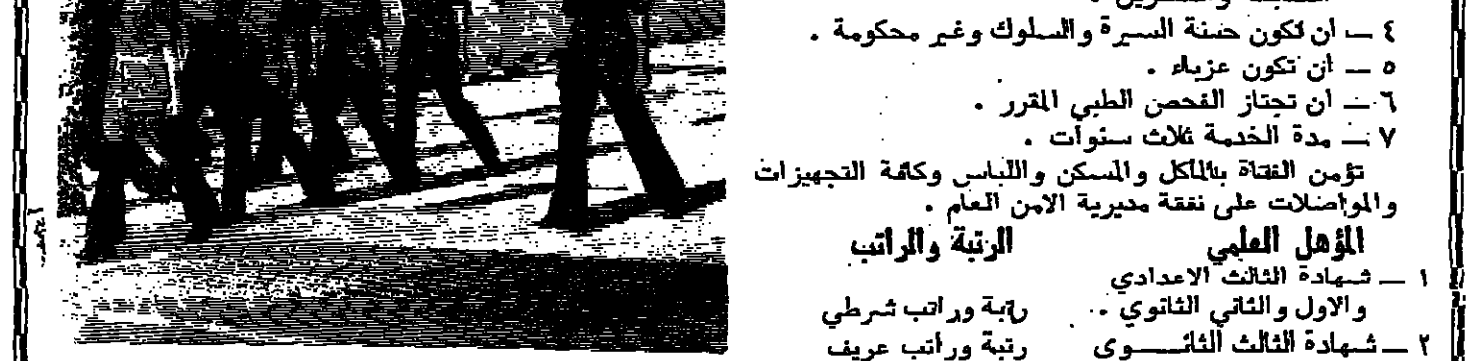 ٤ — ان تكون حسنة السيرة والسلوك وغير محكومة .
٥ — ان تكون عزباء .
٦ — ان تجتاز الفحص الطبي المقرر .
٧ — مدة الخدمة ثلاث سنوات .
تؤمن الفتاة بالمأكل والمسكن واللباس وكافة التجهيزات
والمواصلات على نفقة مديرية الامن العام .
المؤهل العلمي الرتبة والراتب
١ — شهادة الثالث الاعدادي
والاول والثاني الثانوي . رتبة وراتب شرطي
٢ — شهادة الثالث الثانــــوي رتبة وراتب عريف